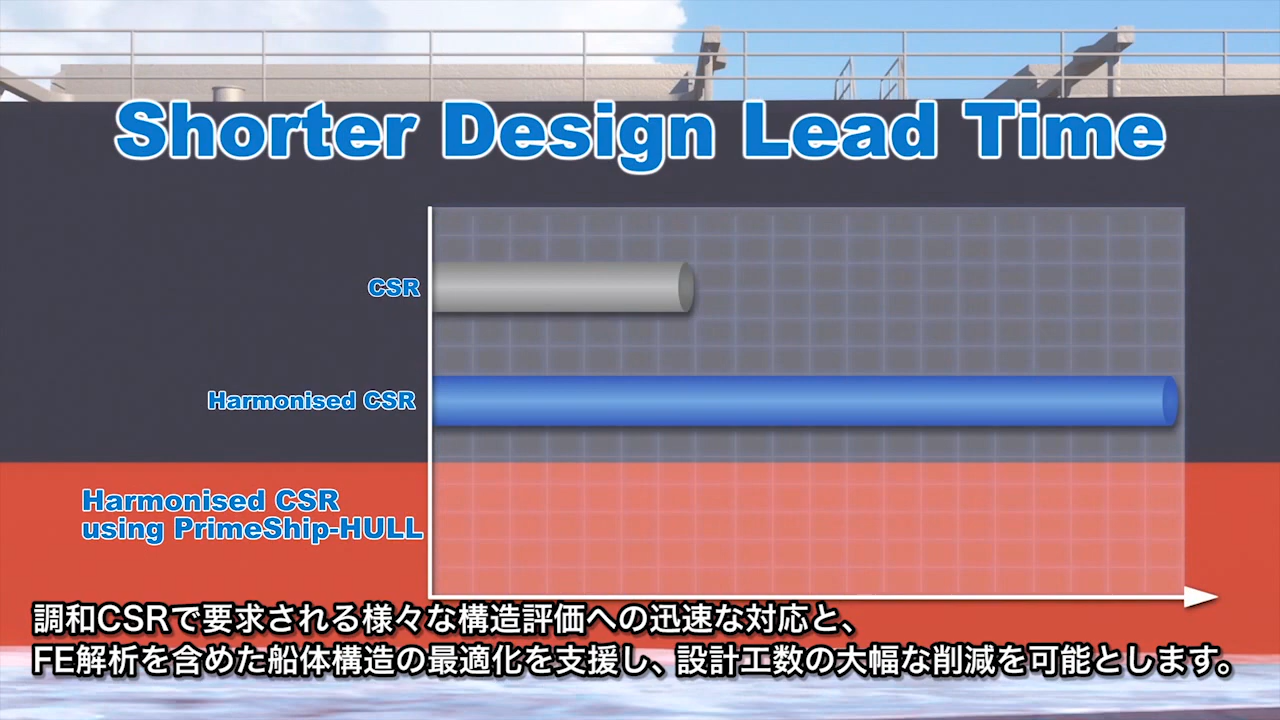 Shorter Design Lead Time
CSR
Harmonised CSR
Harmonised CSR
using PrimeShip-HULL
調和CSRで要求される様々な構造評価への迅速な対応と、
FE解析を含めた船体構造の最適化を支援し、設計工数の大幅な削減を可能とします。